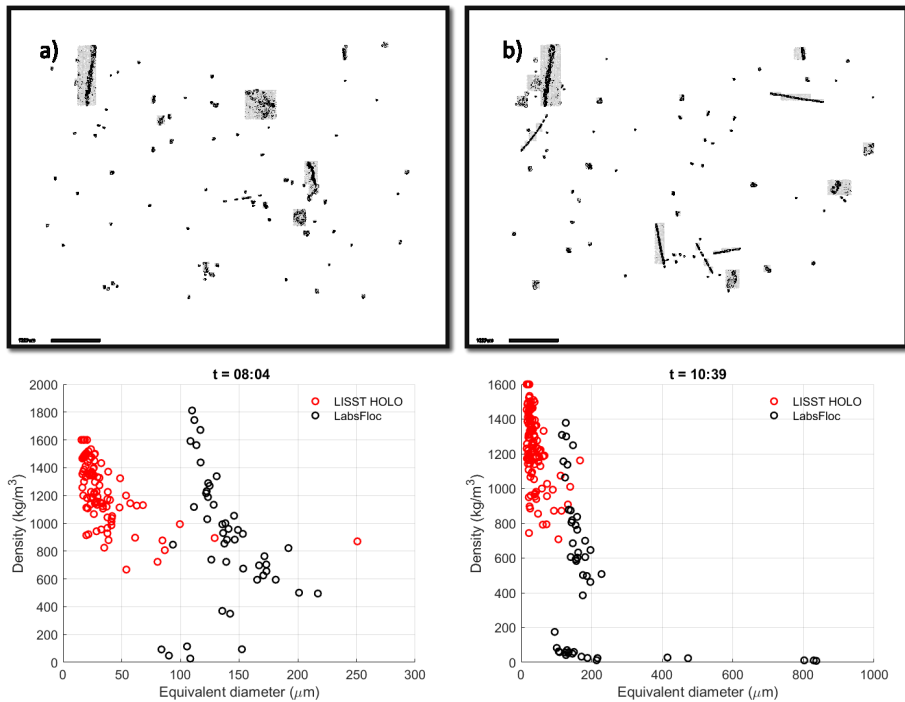 a)
b)
t = 08:04
2000
1800
1600
1400
1200
1000
800
600
400
200
0
0 50 100 150 200 250 300
Density (kg/m³)
Equivalent diameter (μm)
LISST HOLO
LabsFloc
t = 10:39
1600
1400
1200
1000
800
600
400
200
0
0 200 400 600 800 1000
Density (kg/m³)
Equivalent diameter (μm)
LISST HOLO
LabsFloc